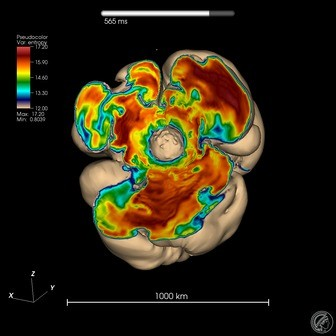 565 ms
Pseudocolor
Var: entropy
17.20
15.90
14.60
13.30
12.00
Max: 17.20
Min: 0.8039
Z
Y
X
1000 km